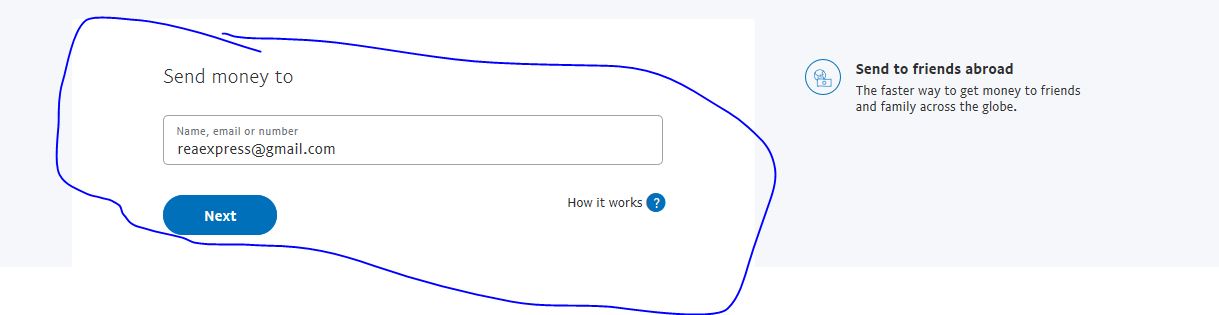 Send money to
Name, email or number
reaexpress@gmail.com
Next
How it works ?
Send to friends abroad
The faster way to get money to friends
and family across the globe.